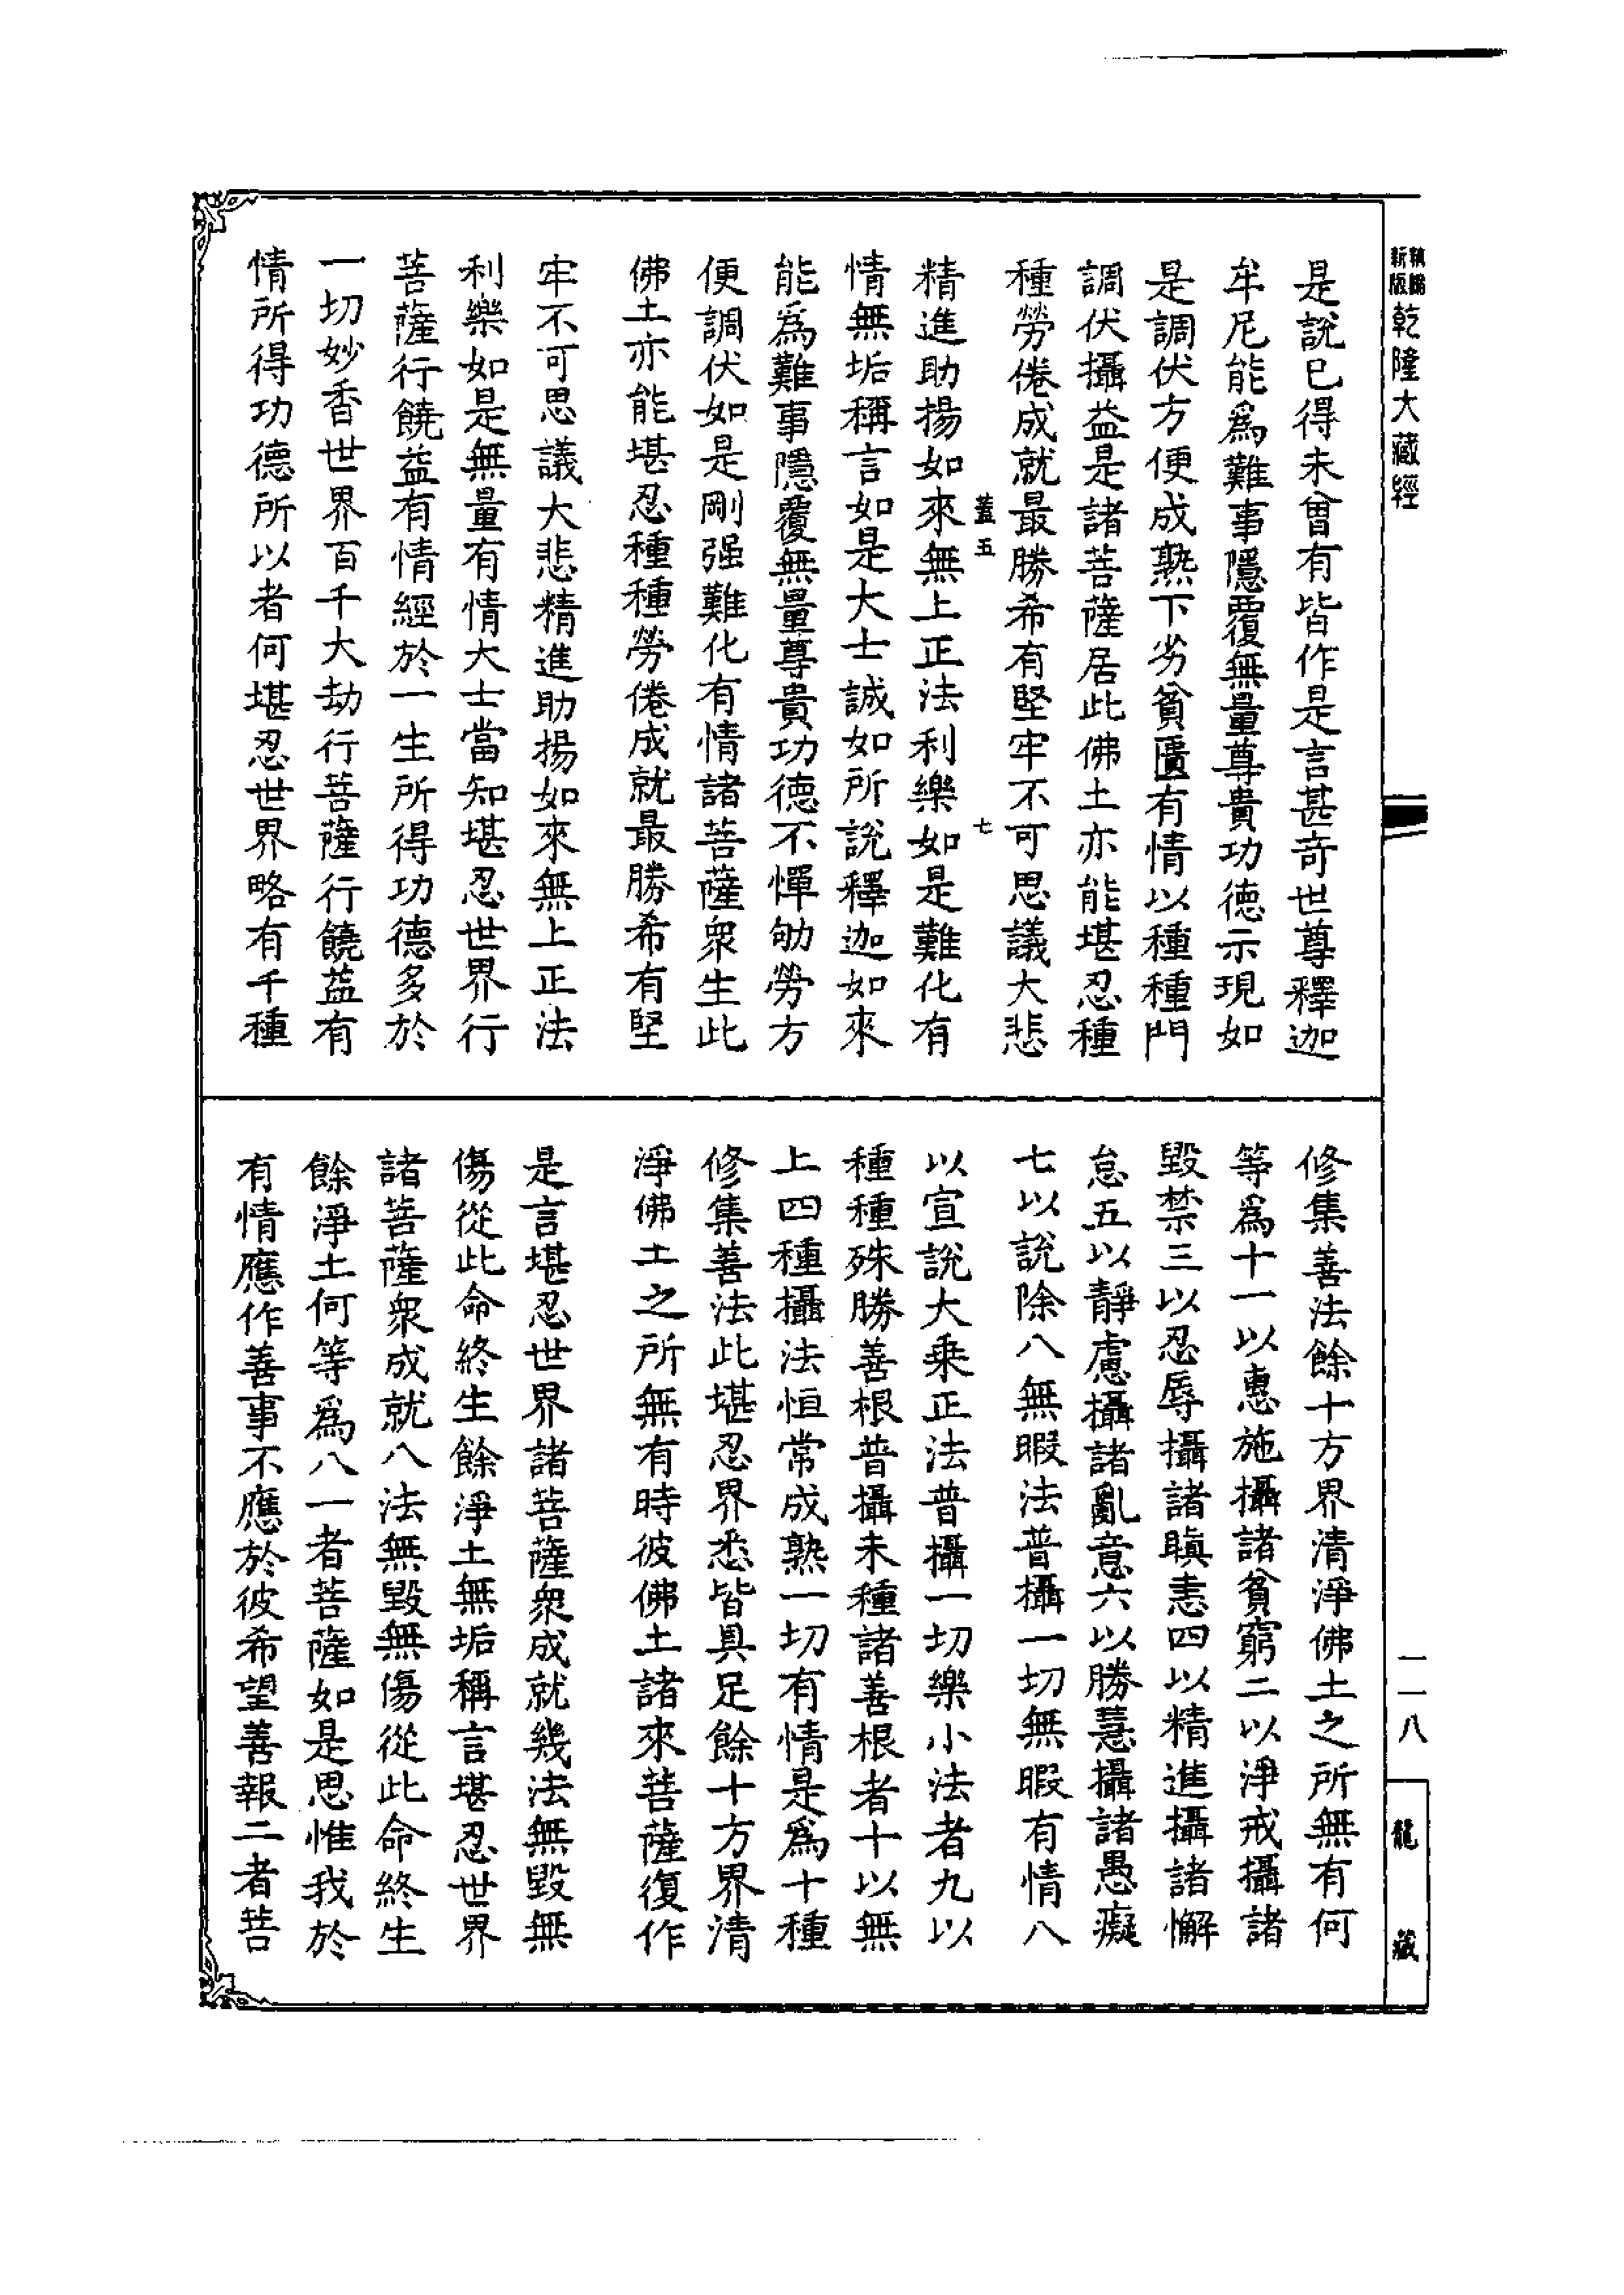 乾隆大藏經
是說已得未曾有皆作是言甚奇世尊釋迦
牟尼能爲難事隱覆無量尊貴功德示現如
是調伏方便成熟下劣貧匱有情以種種門
調伏攝益是諸菩薩居此佛土亦能堪忍種
種勞倦成就最勝希有堅牢不可思議大悲
蓋五 七
精進助揚如來無上正法利樂如是難化有
情無垢稱言如是大士誠如所說釋迦如來
能爲難事隱覆無量尊貴功德不憚劬勞方
便調伏如是剛强難化有情諸菩薩衆生此
佛土亦能堪忍種種勞倦成就最勝希有堅
牢不可思議大悲精進助揚如來無上正法
利樂如是無量有情大士當知堪忍世界行
菩薩行饒益有情經於一生所得功德多於
一切妙香世界百千大劫行菩薩行饒益有
情所得功德所以者何堪忍世界略有十種
修集善法餘十方界清淨佛土之所無有何
等爲十一以惠施攝諸貧窮二以淨戒攝諸
毀禁三以忍辱攝諸瞋恚四以精進攝諸懈
怠五以靜慮攝諸亂意六以勝慧攝諸愚癡
七以說除八無暇法普攝一切無暇有情八
以宣說大乘正法普攝一切樂小法者九以
種種殊勝善根普攝未種諸善根者十以無
上四種攝法恒常成熟一切有情是爲十種
修集善法此堪忍界悉皆具足餘十方界清
淨佛土之所無有時彼佛土諸來菩薩復作
是言堪忍世界諸菩薩衆成就幾法無毀無
傷從此命終生餘淨土無垢稱言堪忍世界
諸菩薩衆成就八法無毀無傷從此命終生
餘淨土何等爲八一者菩薩如是思惟我於
有情應作善事不應於彼希望善報二者菩
一一八
龍藏